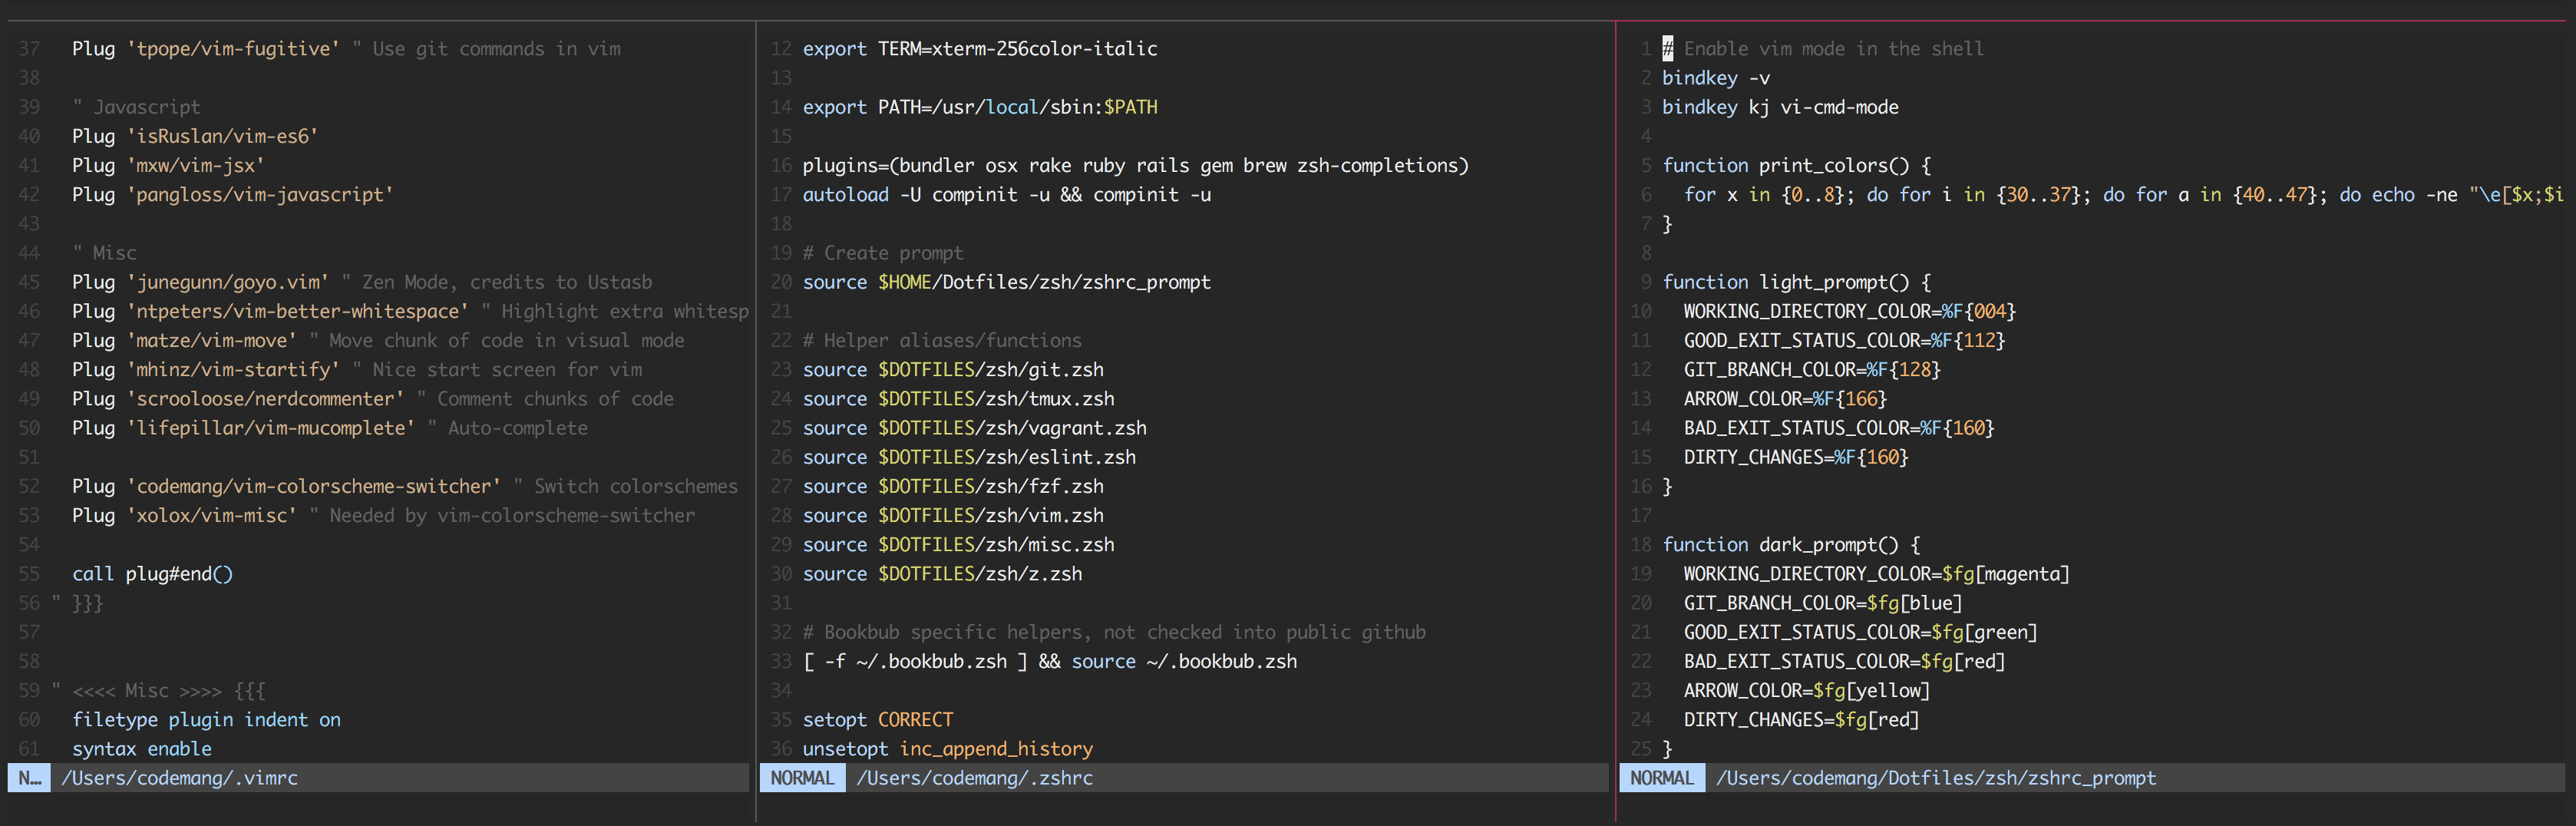 37 Plug 'tpope/vim-fugitive' " Use git commands in vim
38
39 " Javascript
40 Plug 'isRuslan/vim-es6'
41 Plug 'mxw/vim-jsx'
42 Plug 'pangloss/vim-javascript'
43
44 " Misc
45 Plug 'junegunn/goyo.vim' " Zen Mode, credits to Ustasb
46 Plug 'ntpeters/vim-better-whitespace' " Highlight extra whitesp
47 Plug 'matze/vim-move' " Move chunk of code in visual mode
48 Plug 'mhinz/vim-startify' " Nice start screen for vim
49 Plug 'scrooloose/nerdcommenter' " Comment chunks of code
50 Plug 'lifepillar/vim-mucomplete' " Auto-complete
51
52 Plug 'codemang/vim-colorscheme-switcher' " Switch colorschemes
53 Plug 'xolox/vim-misc' " Needed by vim-colorscheme-switcher
54
55 call plug#end()
56 " }}}
57
58
59 " <<<< Misc >>>> {{{
60 filetype plugin indent on
61 syntax enable
N… /Users/codemang/.vimrc
12 export TERM=xterm-256color-italic
13
14 export PATH=/usr/local/sbin:$PATH
15
16 plugins=(bundler osx rake ruby rails gem brew zsh-completions)
17 autoload -U compinit -u && compinit -u
18
19 # Create prompt
20 source $HOME/Dotfiles/zsh/zshrc_prompt
21
22 # Helper aliases/functions
23 source $DOTFILES/zsh/git.zsh
24 source $DOTFILES/zsh/tmux.zsh
25 source $DOTFILES/zsh/vagrant.zsh
26 source $DOTFILES/zsh/eslint.zsh
27 source $DOTFILES/zsh/fzf.zsh
28 source $DOTFILES/zsh/vim.zsh
29 source $DOTFILES/zsh/misc.zsh
30 source $DOTFILES/zsh/z.zsh
31
32 # Bookbub specific helpers, not checked into public github
33 [ -f ~/.bookbub.zsh ] && source ~/.bookbub.zsh
34
35 setopt CORRECT
36 unsetopt inc_append_history
NORMAL /Users/codemang/.zshrc
1 # Enable vim mode in the shell
2 bindkey -v
3 bindkey kj vi-cmd-mode
4
5 function print_colors() {
6 for x in {0..8}; do for i in {30..37}; do for a in {40..47}; do echo -ne "\e[$x;$i
7 }
8
9 function light_prompt() {
10 WORKING_DIRECTORY_COLOR=%F{004}
11 GOOD_EXIT_STATUS_COLOR=%F{112}
12 GIT_BRANCH_COLOR=%F{128}
13 ARROW_COLOR=%F{166}
14 BAD_EXIT_STATUS_COLOR=%F{160}
15 DIRTY_CHANGES=%F{160}
16 }
17
18 function dark_prompt() {
19 WORKING_DIRECTORY_COLOR=$fg[magenta]
20 GIT_BRANCH_COLOR=$fg[blue]
21 GOOD_EXIT_STATUS_COLOR=$fg[green]
22 BAD_EXIT_STATUS_COLOR=$fg[red]
23 ARROW_COLOR=$fg[yellow]
24 DIRTY_CHANGES=$fg[red]
25 }
NORMAL /Users/codemang/Dotfiles/zsh/zshrc_prompt